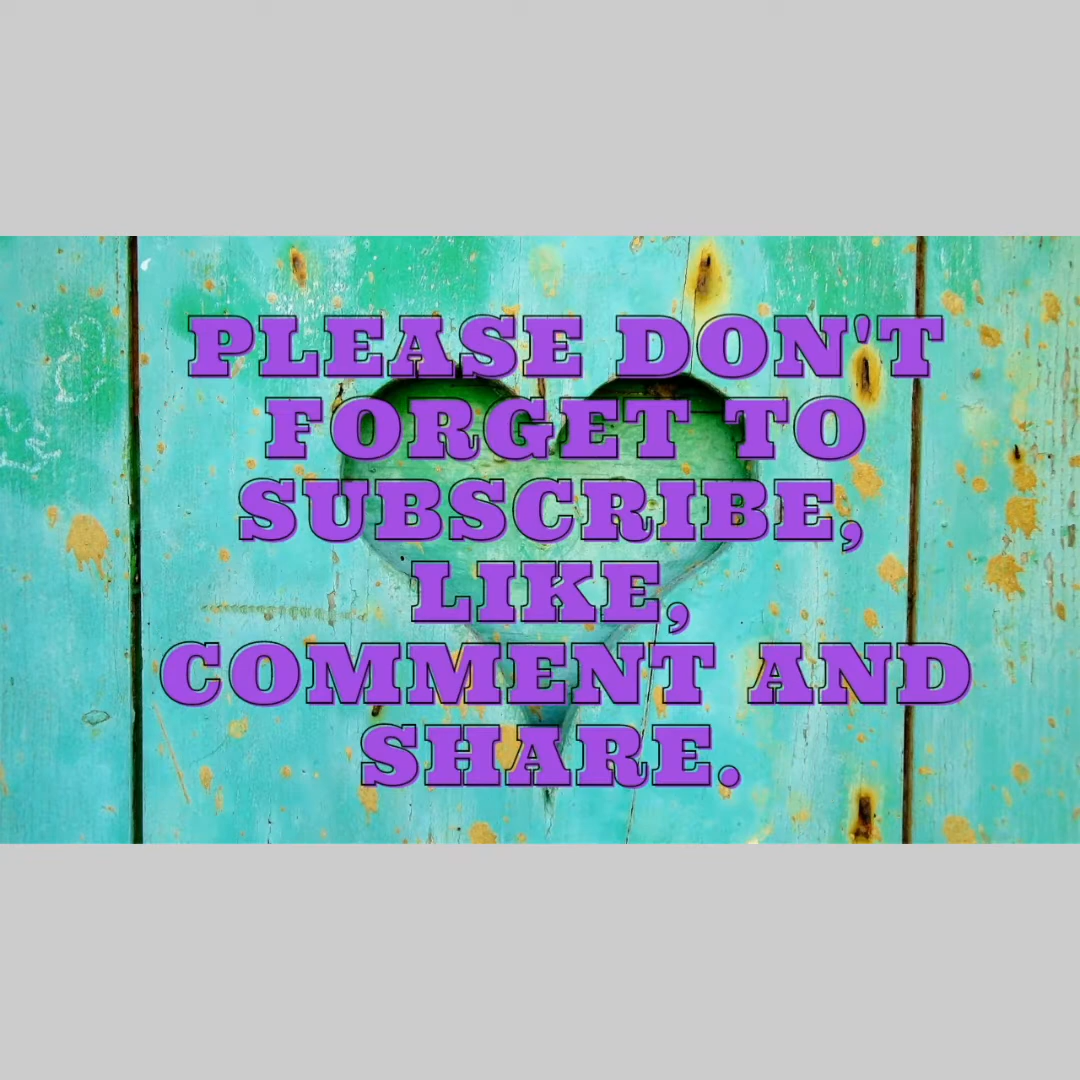 PLEASE DON'T
FORGET TO
SUBSCRIBE,
LIKE,
COMMENT AND
SHARE.